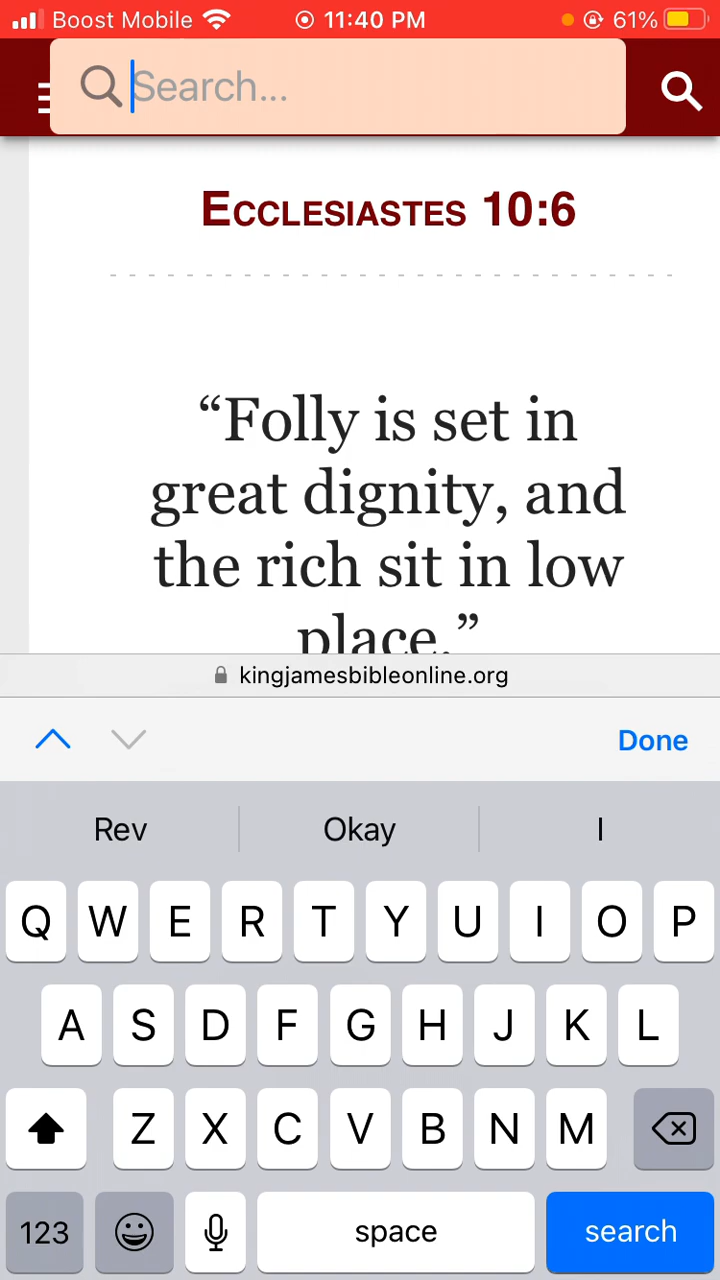 Boost Mobile 11:40 PM 61%
Search...
ECCLESIASTES 10:6
“Folly is set in
great dignity, and
the rich sit in low
place.”
kingjamesbibleonline.org
Done
Rev Okay I
Q W E R T Y U I O P
A S D F G H J K L
Z X C V B N M
123 space search